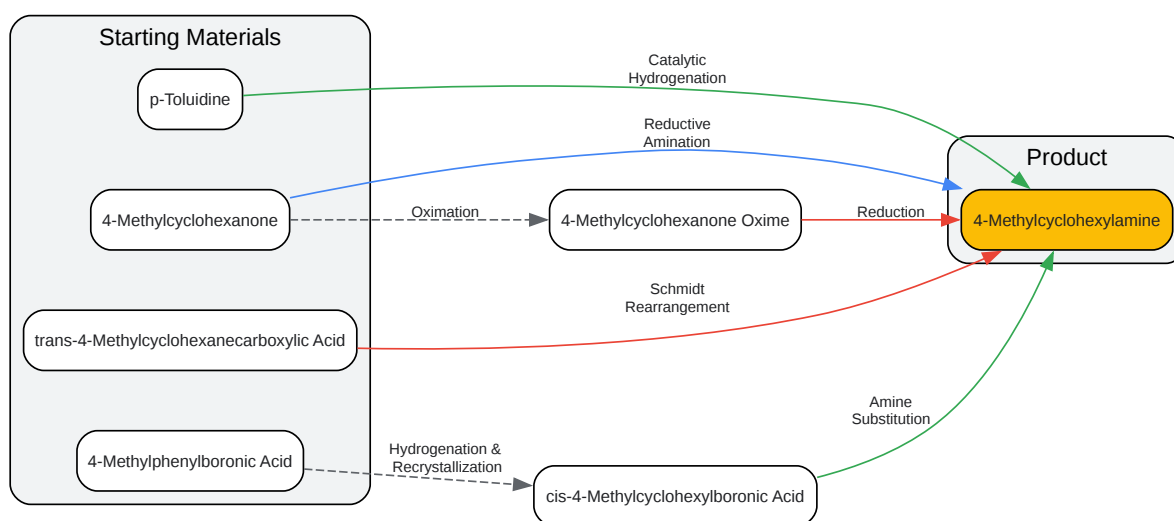 Starting Materials
p-Toluidine
Catalytic
Hydrogenation
Reductive
Amination
Product
4-Methylcyclohexanone
Oximation
4-Methylcyclohexanone Oxime
Reduction
4-Methylcyclohexylamine
Schmidt
Rearrangement
trans-4-Methylcyclohexanecarboxylic Acid
Amine
Substitution
4-Methylphenylboronic Acid
Hydrogenation &
Recrystallization
cis-4-Methylcyclohexylboronic Acid